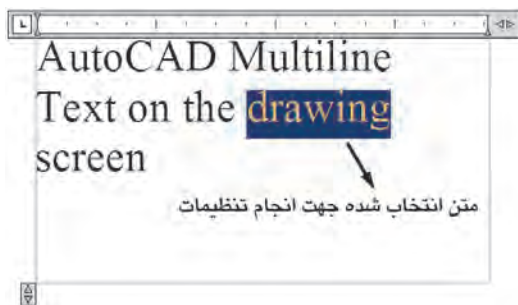 AutoCAD Multiline
Text on the drawing
screen
متن انتخاب شده جهت انجام تنظیمات